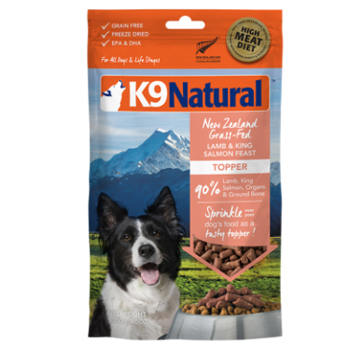 GRAIN FREE
FREEZE DRIED
EPA & DHA
For All Dogs & Life Stages
HIGH
MEAT
DIET
K9Natural
New Zealand
Grass-Fed
LAMB & KING
SALMON FEAST
TOPPER
90% Lamb, King
Salmon, Organs
& Ground Bone
Sprinkle
dog's food as a
tasty topper!